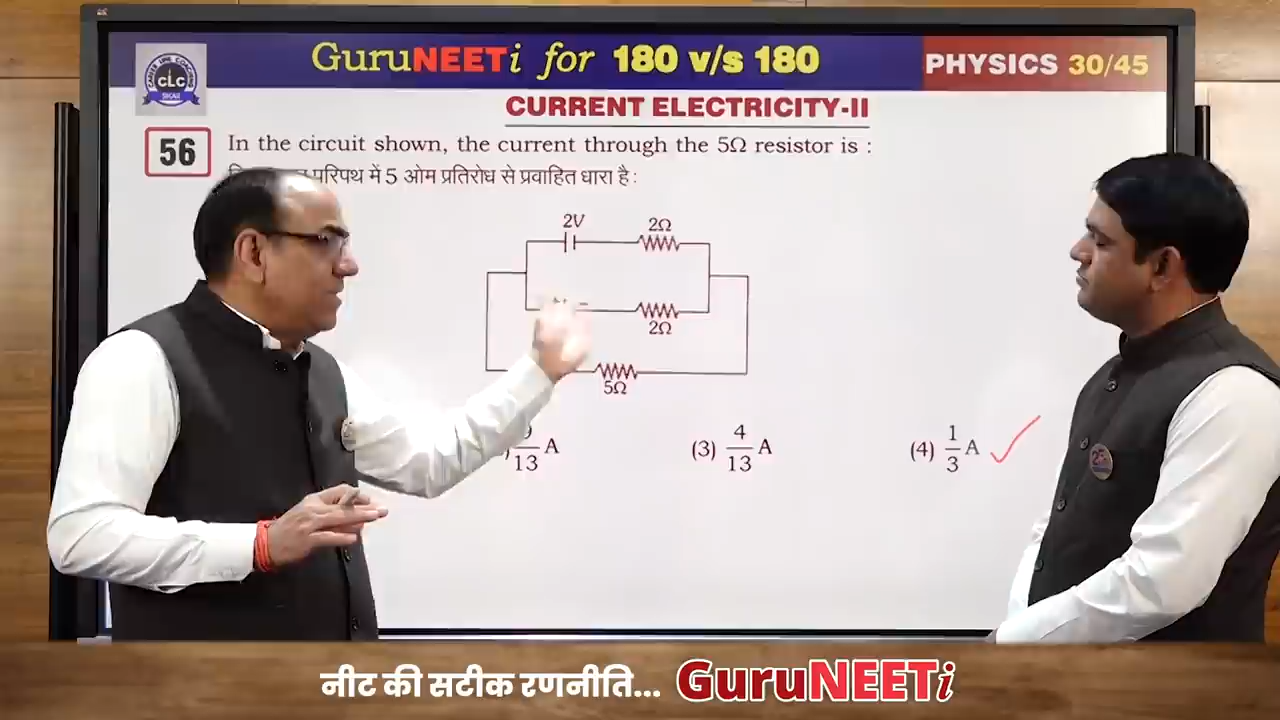 GuruNEETi for 180 v/s 180
PHYSICS 30/45
CLC
CURRENT ELECTRICITY-II
56
In the circuit shown, the current through the 5Ω resistor is :
परिपथ में 5 ओम प्रतिरोध से प्रवाहित धारा है :
2V
2Ω
2Ω
5Ω
13 A
(3) 4/13 A
(4) 1/3 A
नीट की सटीक रणनीति... GuruNEETi